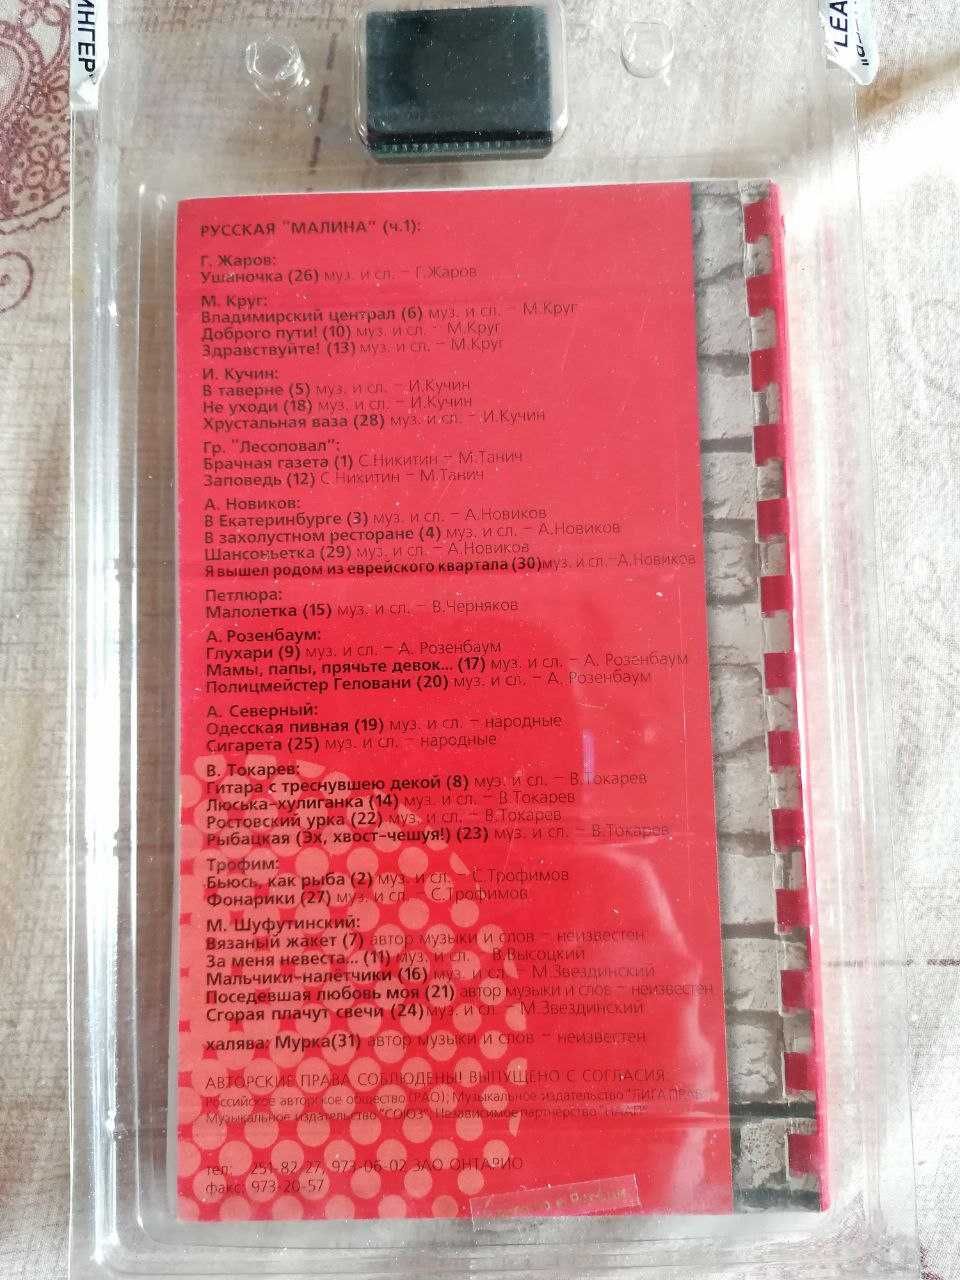 ИНГЕР"
"LEA
РУССКАЯ "МАЛИНА" (ч.1):
Г. Жаров:
Ушаночка (26) муз. и сл. - Г.Жаров
М. Круг:
Владимирский централ (6) муз. и сл. - М.Круг
Доброго пути! (10) муз. и сл. - М.Круг
Здравствуйте! (13) муз. и сл. - М.Круг
И. Кучин:
В таверне (5) муз. и сл. - И.Кучин
Не уходи (18) муз. и сл. - И.Кучин
Хрустальная ваза (28) муз. и сл. - И.Кучин
Гр. "Лесоповал":
Брачная газета (1) С.Никитин - М.Танич
Заповедь (12) С.Никитин - М.Танич
А. Новиков:
В Екатеринбурге (3) муз. и сл. - А.Новиков
В захолустном ресторане (4) муз. и сл. - А.Новиков
Шансоньетка (29) муз. и сл. - А.Новиков
Я вышел родом из еврейского квартала (30)муз. и сл.-А.Новиков
Петлюра:
Малолетка (15) муз. и сл. - В.Черняков
А. Розенбаум:
Глухари (9) муз. и сл. - А. Розенбаум
Мамы, папы, прячьте девок... (17) муз. и сл. - А. Розенбаум
Полицмейстер Геловани (20) муз. и сл. - А. Розенбаум
А. Северный:
Одесская пивная (19) муз. и сл. - народные
Сигарета (25) муз. и сл. - народные
В. Токарев:
Гитара с треснувшею декой (8) муз. и сл. - В.Токарев
Люська-хулиганка (14) муз. и сл. - В.Токарев
Ростовский урка (22) муз. и сл. - В.Токарев
Рыбацкая (Эх, хвост-чешуя!) (23) муз. и сл. - В.Токарев
Трофим:
Бьюсь, как рыба (2) муз. и сл. - С.Трофимов
Фонарики (27) муз. и сл. - С.Трофимов
М. Шуфутинский:
Вязаный жакет (7) автор музыки и слов - неизвестен
За меня невеста... (11) муз. и сл. - В.Высоцкий
Мальчики-налётчики (16) муз. и сл. - М.Звездинский
Поседевшая любовь моя (21) автор музыки и слов - неизвестен
Сгорая плачут свечи (24)муз. и сл. - М.Звездинский
халява: Мурка(31) автор музыки и слов - неизвестен
АВТОРСКИЕ ПРАВА СОБЛЮДЕНЫ! ВЫПУЩЕНО С СОГЛАСИЯ:
Российское авторское общество (РАО); Музыкальное издательство "ЛИГА ПРАВ"
Музыкальное издательство "СОЮЗ"; Независимое партнёрство
тел: 251-82-27, 973-06-02 ЗАО ОНТАРИО
факс: 973-20-57